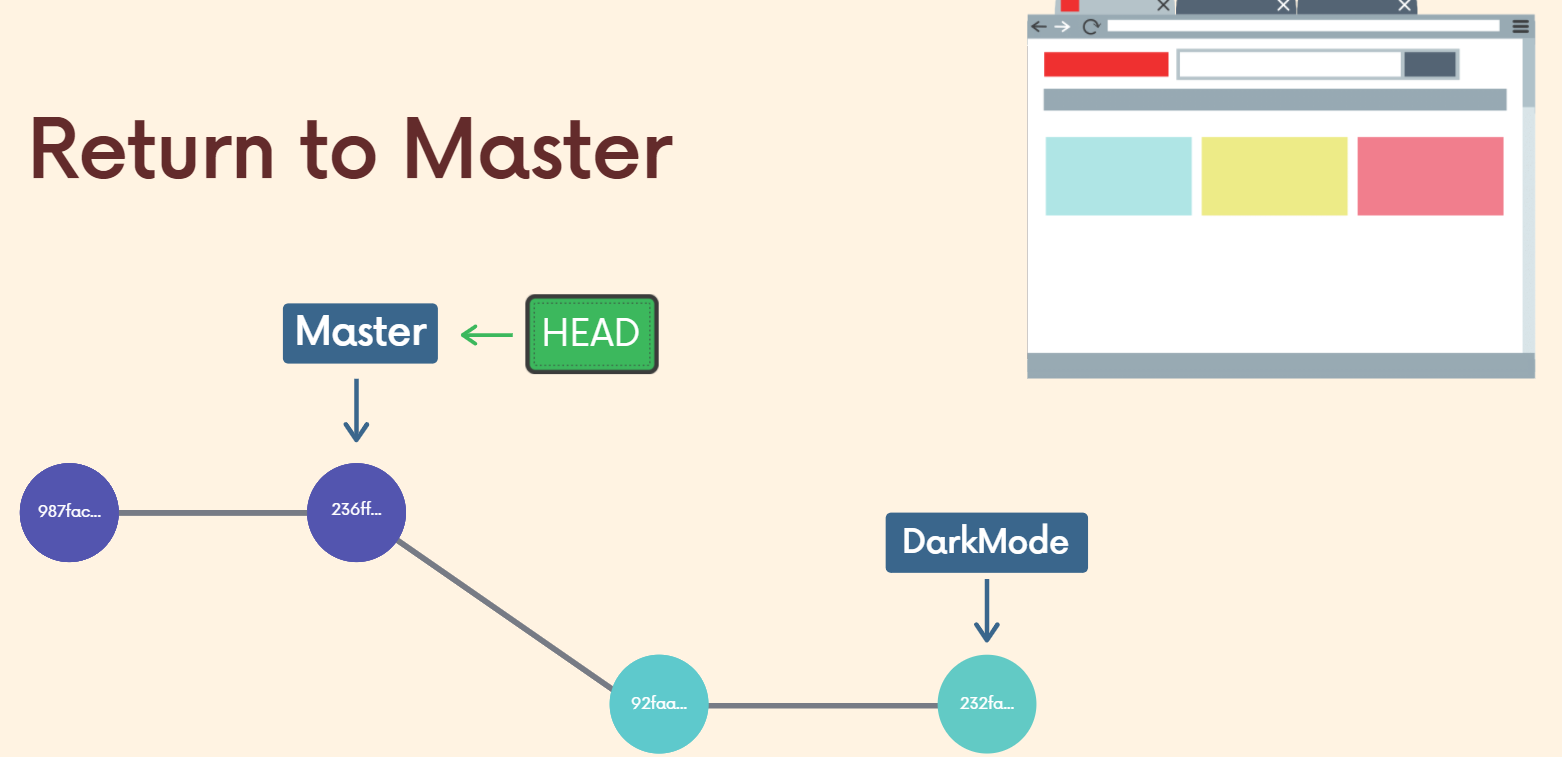 Return to Master
Master
HEAD
987fac...
236ff...
DarkMode
92faa...
232fa...